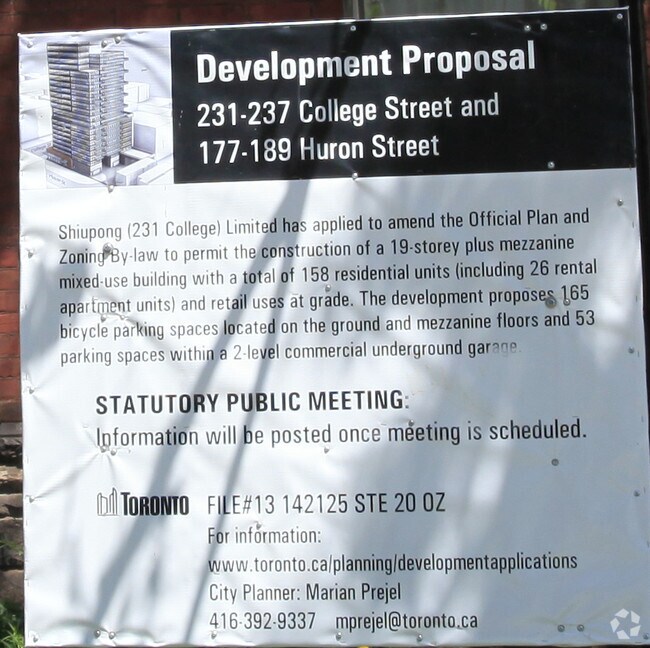 Development Proposal
231-237 College Street and
177-189 Huron Street
Shiupong (231 College) Limited has applied to amend the Official Plan and
Zoning By-law to permit the construction of a 19-storey plus mezzanine
mixed-use building with a total of 158 residential units (including 26 rental
apartment units) and retail uses at grade. The development proposes 165
bicycle parking spaces located on the ground and mezzanine floors and 53
parking spaces within a 2-level commercial underground garage.
STATUTORY PUBLIC MEETING:
Information will be posted once meeting is scheduled.
TORONTO FILE#13 142125 STE 20 OZ
For information:
www.toronto.ca/planning/developmentapplications
City Planner: Marian Prejel
416-392-9337 mprejel@toronto.ca